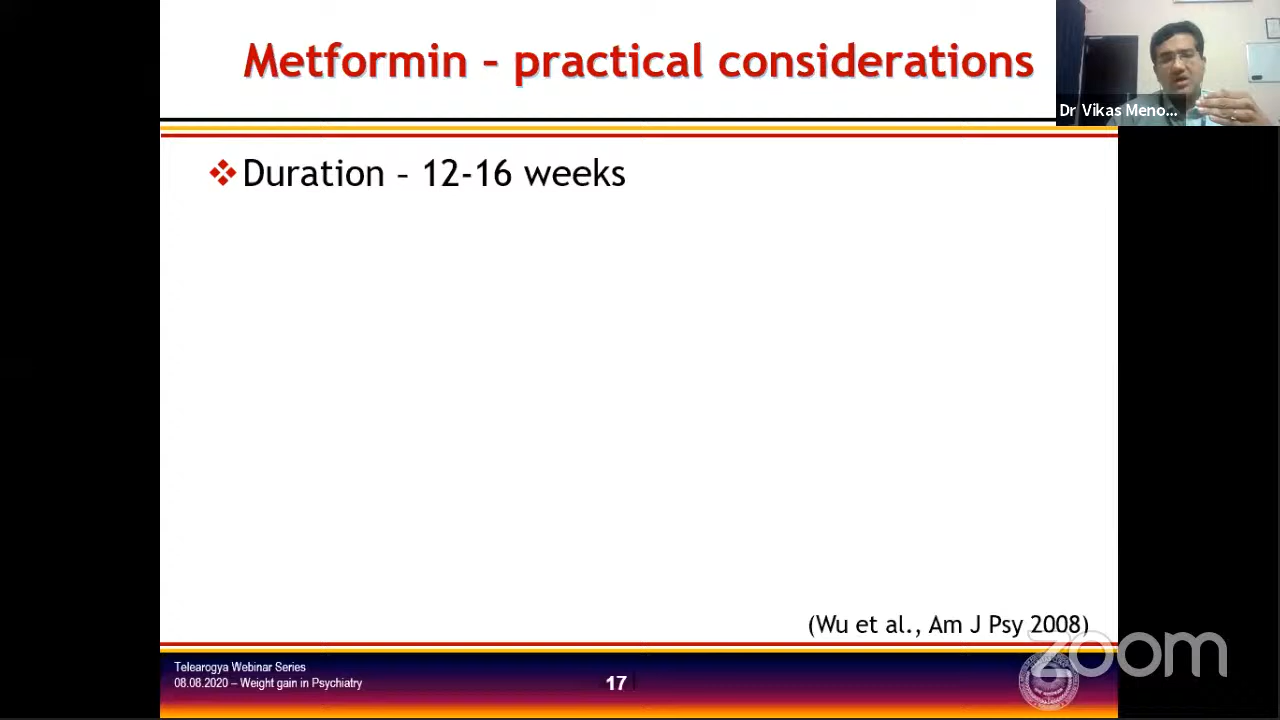 Metformin – practical considerations
Dr Vikas Meno...
Duration – 12-16 weeks
(Wu et al., Am J Psy 2008)
zoom
Telearogya Webinar Series
08.08.2020 – Weight gain in Psychiatry
17